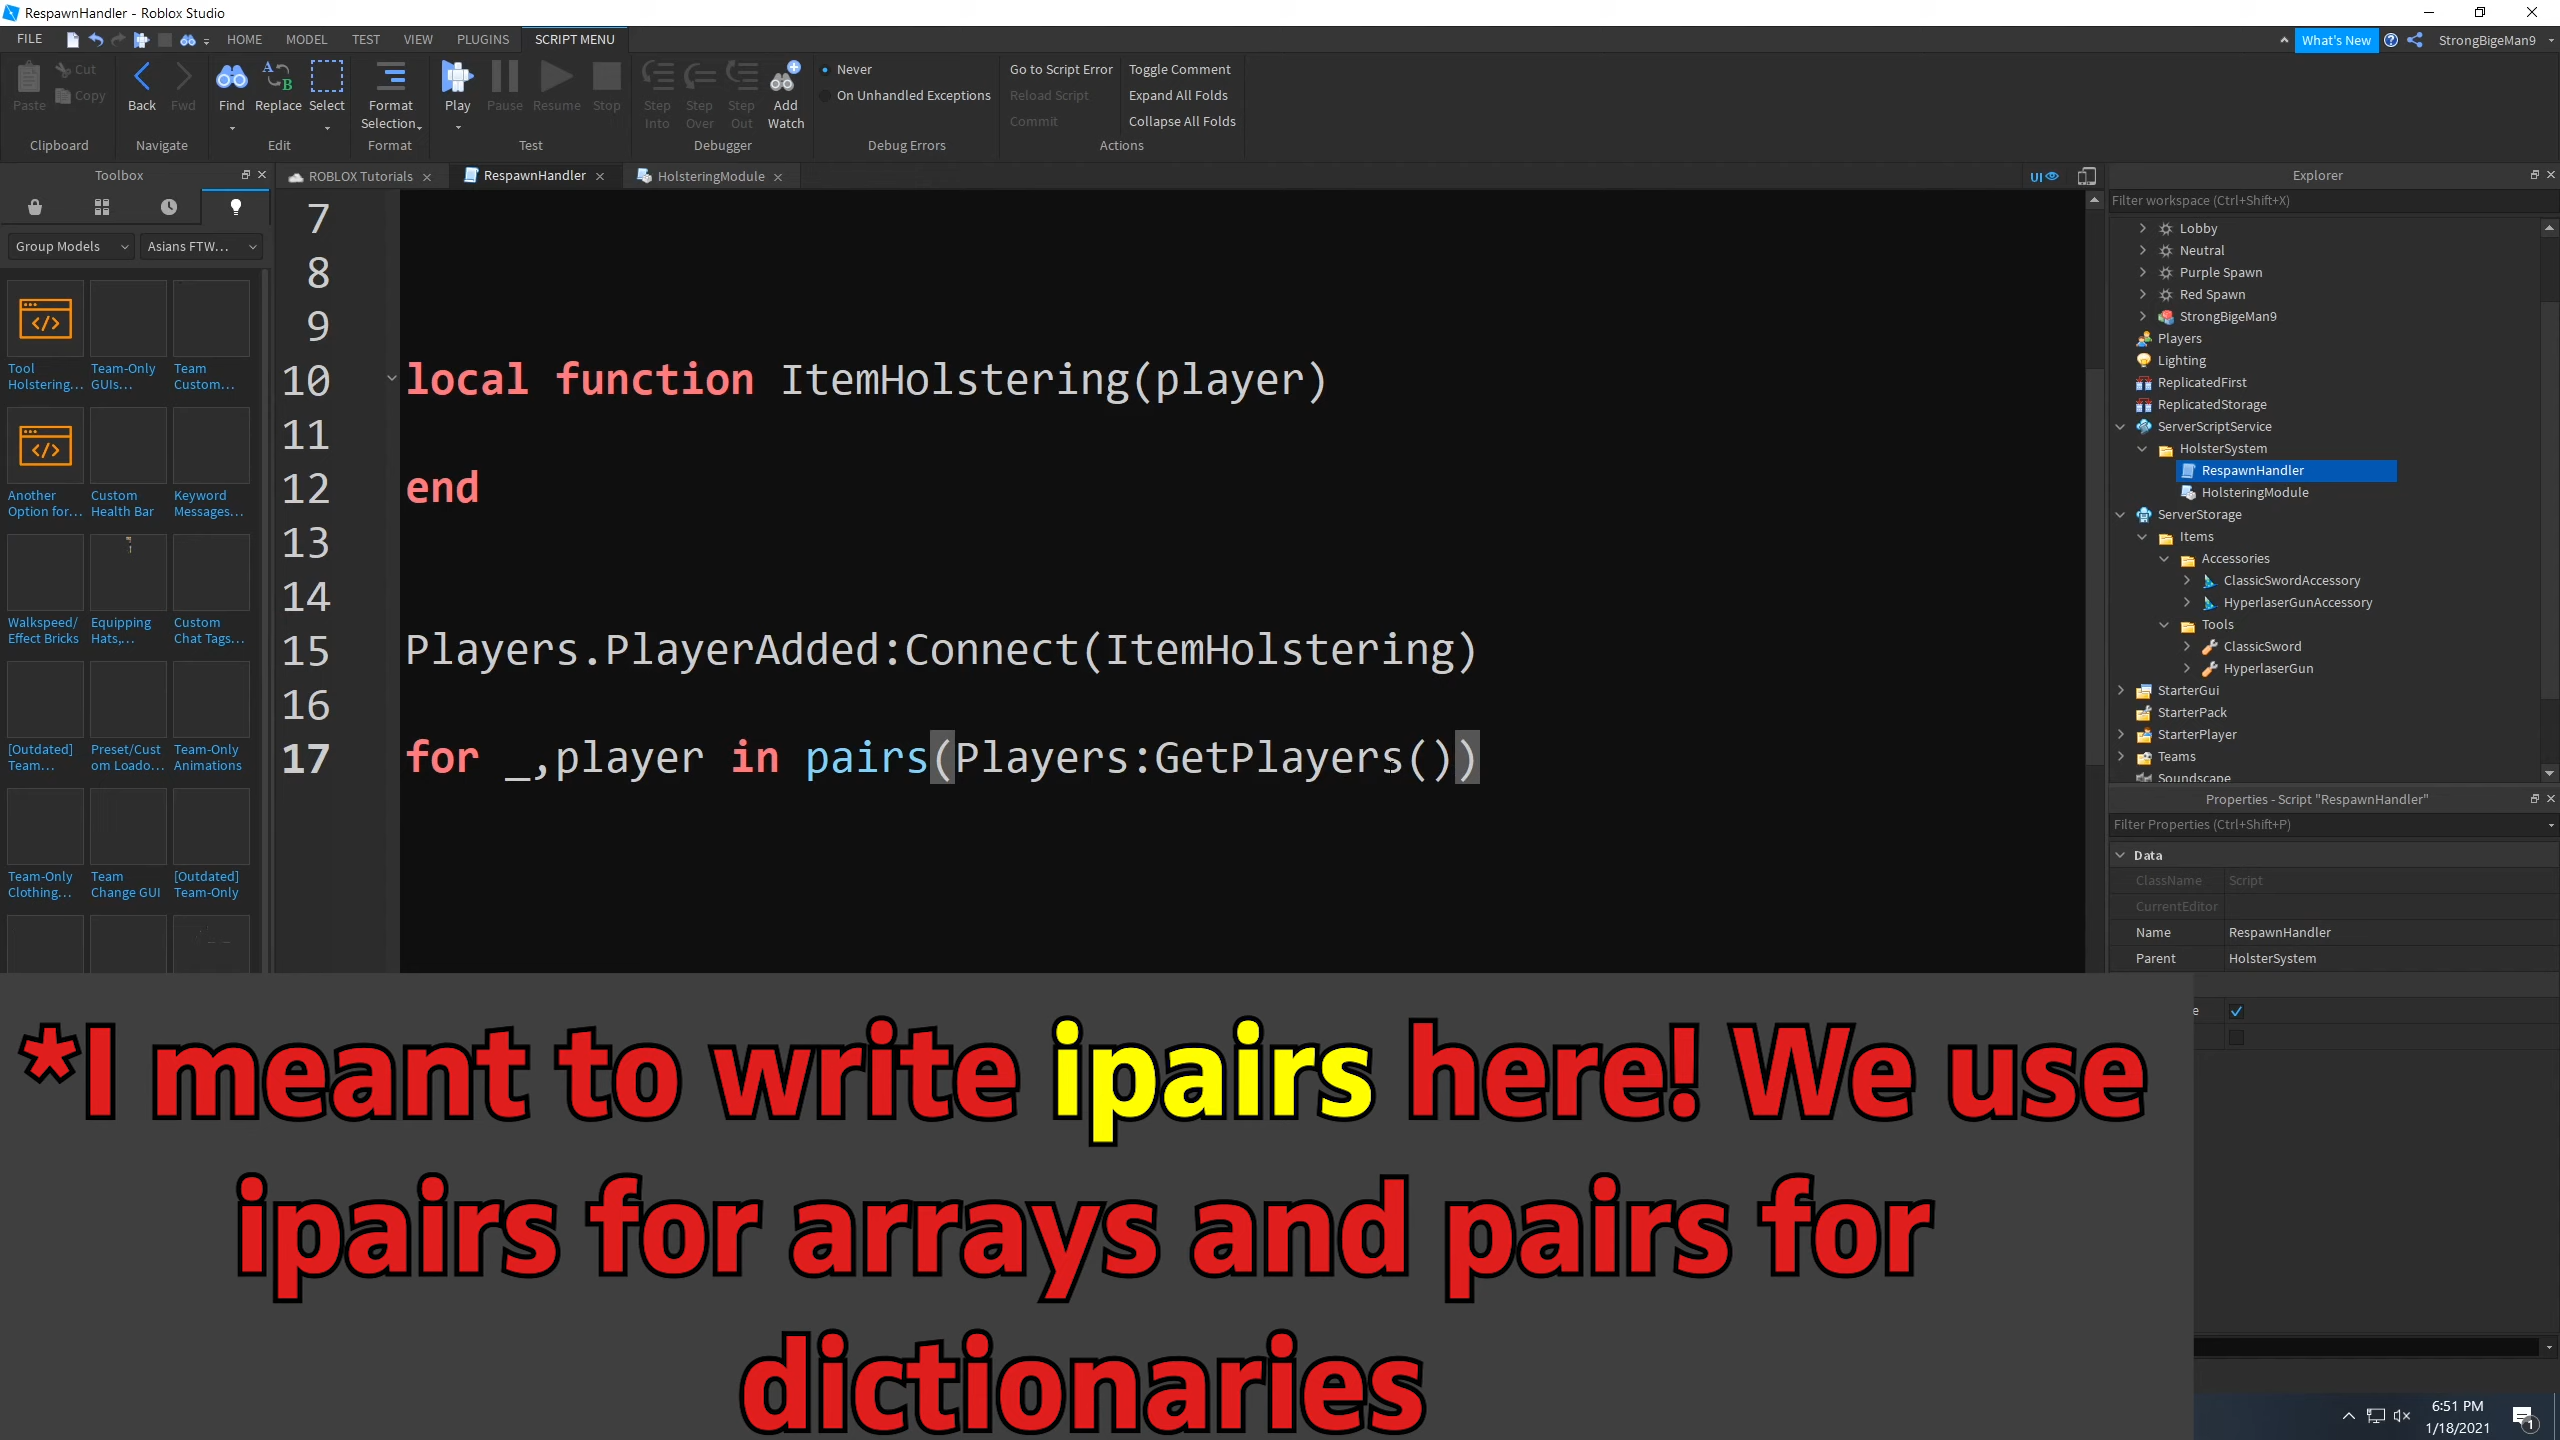 RespawnHandler - Roblox Studio
FILE HOME MODEL TEST VIEW PLUGINS SCRIPT MENU What's New StrongBigeMan9
Paste Cut Copy Back Fwd Find Replace Select Format Selection Play Pause Resume Stop Step Into Step Over Step Out Add Watch Never On Unhandled Exceptions Go to Script Error Reload Script Commit Toggle Comment Expand All Folds Collapse All Folds
Clipboard Navigate Edit Format Test Debugger Debug Errors Actions
Toolbox
Group Models Asians FTW...
Tool Holstering... Team-Only GUIs... Team Custom...
Another Option for... Custom Health Bar Keyword Messages...
Walkspeed/ Effect Bricks Equipping Hats,... Custom Chat Tags...
[Outdated] Team... Preset/Cust om Loado... Team-Only Animations
Team-Only Clothing... Team Change GUI [Outdated] Team-Only
ROBLOX Tutorials RespawnHandler HolsteringModule UI
7
8
9
10 local function ItemHolstering(player)
11
12 end
13
14
15 Players.PlayerAdded:Connect(ItemHolstering)
16
17 for _,player in pairs(Players:GetPlayers())
Explorer
Filter workspace (Ctrl+Shift+X)
Lobby
Neutral
Purple Spawn
Red Spawn
StrongBigeMan9
Players
Lighting
ReplicatedFirst
ReplicatedStorage
ServerScriptService
HolsterSystem
RespawnHandler
HolsteringModule
ServerStorage
Items
Accessories
ClassicSwordAccessory
HyperlaserGunAccessory
Tools
ClassicSword
HyperlaserGun
StarterGui
StarterPack
StarterPlayer
Teams
Soundscape
Properties - Script "RespawnHandler"
Filter Properties (Ctrl+Shift+P)
Data
ClassName Script
CurrentEditor
Name RespawnHandler
Parent HolsterSystem
e
*I meant to write ipairs here! We use
ipairs for arrays and pairs for
dictionaries
6:51 PM
1/18/2021
1